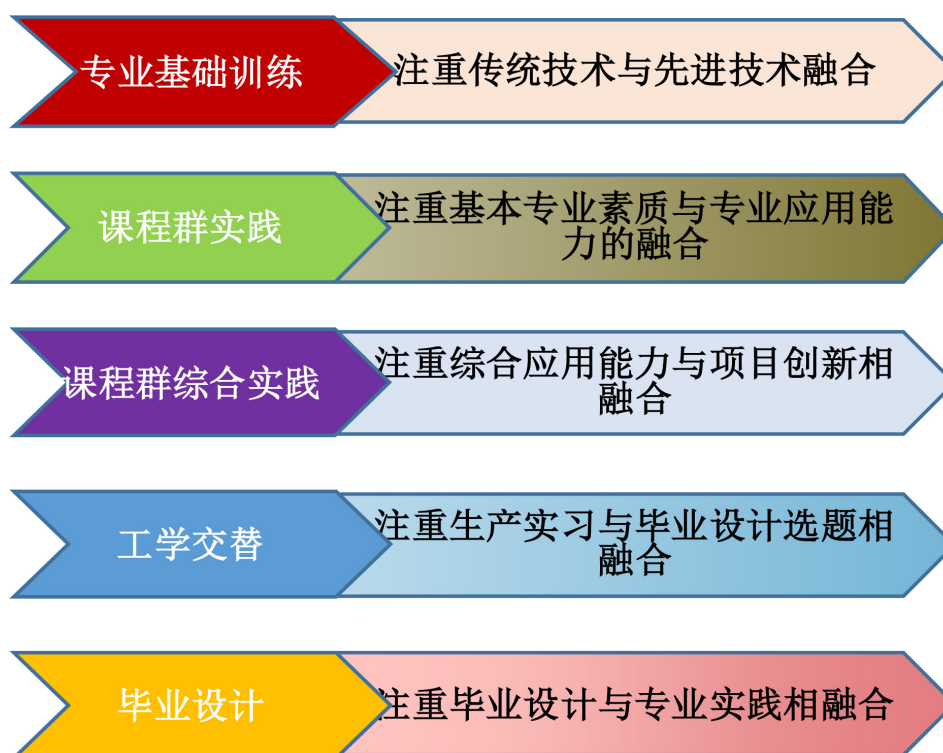 专业基础训练
注重传统技术与先进技术融合
课程群实践
注重基本专业素质与专业应用能
力的融合
课程群综合实践
注重综合应用能力与项目创新相
融合
工学交替
注重生产实习与毕业设计选题相
融合
毕业设计
注重毕业设计与专业实践相融合